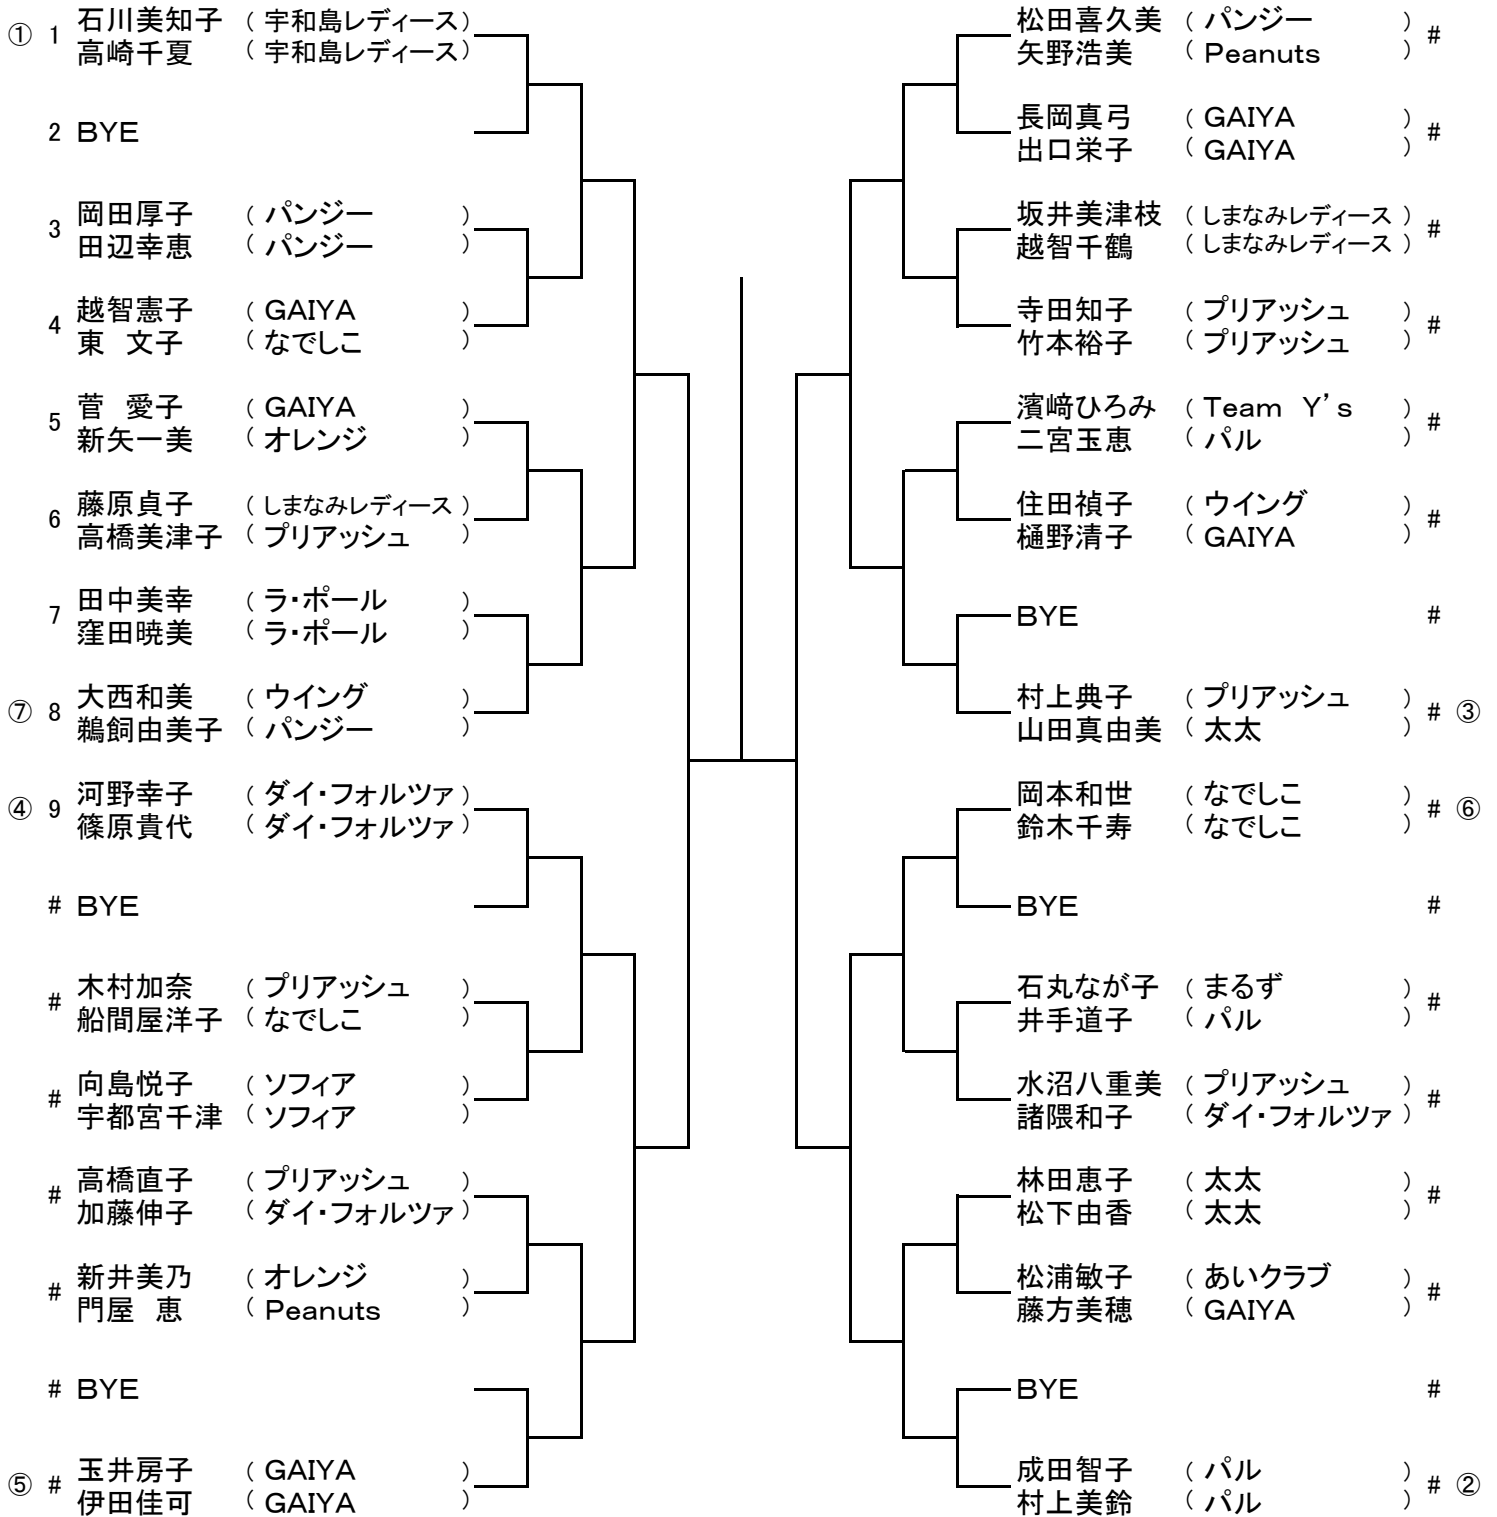 ① 1 石川美知子 ( 宇和島レディース )
高崎千夏 ( 宇和島レディース )
2 BYE
3 岡田厚子 ( パンジー )
田辺幸恵 ( パンジー )
4 越智憲子 ( GAIYA )
東　文子 ( なでしこ )
5 菅　愛子 ( GAIYA )
新矢一美 ( オレンジ )
6 藤原貞子 ( しまなみレディース )
高橋美津子 ( プリアッシュ )
7 田中美幸 ( ラ・ポール )
窪田暁美 ( ラ・ポール )
⑦ 8 大西和美 ( ウイング )
鵜飼由美子 ( パンジー )
④ 9 河野幸子 ( ダイ・フォルツァ )
篠原貴代 ( ダイ・フォルツァ )
# BYE
# 木村加奈 ( プリアッシュ )
船間屋洋子 ( なでしこ )
# 向島悦子 ( ソフィア )
宇都宮千津 ( ソフィア )
# 高橋直子 ( プリアッシュ )
加藤伸子 ( ダイ・フォルツァ )
# 新井美乃 ( オレンジ )
門屋　恵 ( Peanuts )
# BYE
⑤ # 玉井房子 ( GAIYA )
伊田佳可 ( GAIYA )
松田喜久美 ( パンジー ) #
矢野浩美 ( Peanuts )
長岡真弓 ( GAIYA ) #
出口栄子 ( GAIYA )
坂井美津枝 ( しまなみレディース ) #
越智千鶴 ( しまなみレディース )
寺田知子 ( プリアッシュ ) #
竹本裕子 ( プリアッシュ )
濱﨑ひろみ ( Team　Y's ) #
二宮玉恵 ( パル )
住田禎子 ( ウイング ) #
樋野清子 ( GAIYA )
BYE #
村上典子 ( プリアッシュ ) # ③
山田真由美 ( 太太 )
岡本和世 ( なでしこ ) # ⑥
鈴木千寿 ( なでしこ )
BYE #
石丸なが子 ( まるず ) #
井手道子 ( パル )
水沼八重美 ( プリアッシュ ) #
諸隈和子 ( ダイ・フォルツァ )
林田恵子 ( 太太 ) #
松下由香 ( 太太 )
松浦敏子 ( あいクラブ ) #
藤方美穂 ( GAIYA )
BYE #
成田智子 ( パル ) # ②
村上美鈴 ( パル )